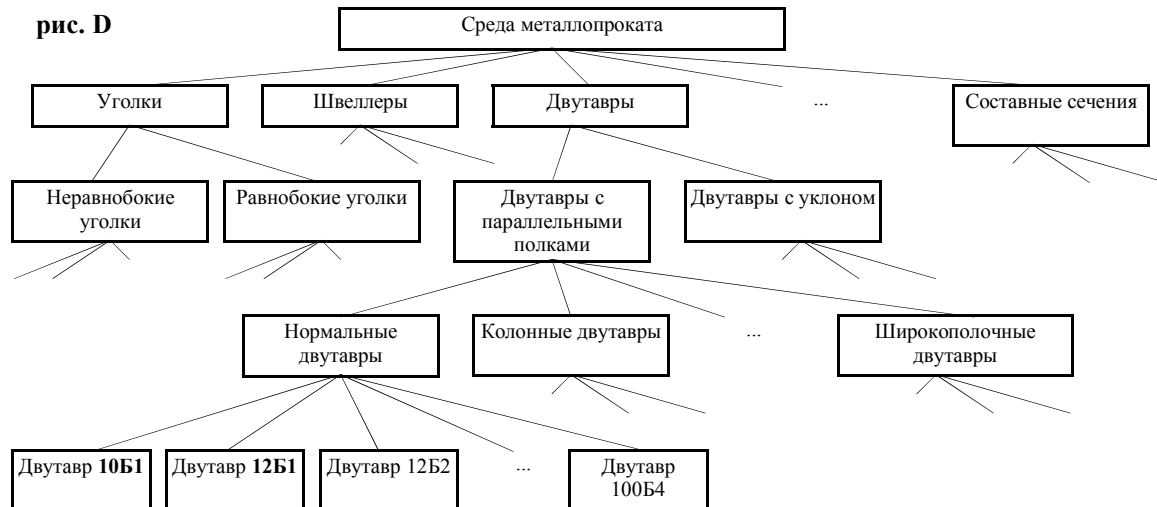 рис. D
Среда металлопроката
Уголки
Швеллеры
Двутавры
...
Составные сечения
Неравнобокие
уголки
Равнобокие уголки
Двутавры с
параллельными
полками
Двутавры с уклоном
Нормальные
двутавры
Колонные двутавры
...
Широкополочные
двутавры
Двутавр 10Б1
Двутавр 12Б1
Двутавр 12Б2
...
Двутавр
100Б4